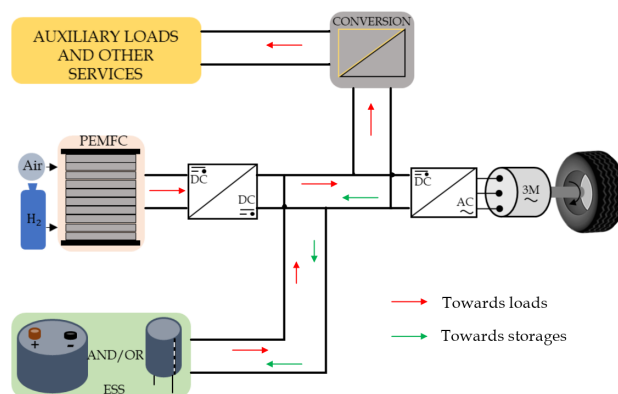 CONVERSION
AUXILIARY LOADS
AND OTHER
SERVICES
PEMFC
Air
H2
DC
DC
DC
AC
3M
Towards loads
Towards storages
+
-
AND/OR
ESS